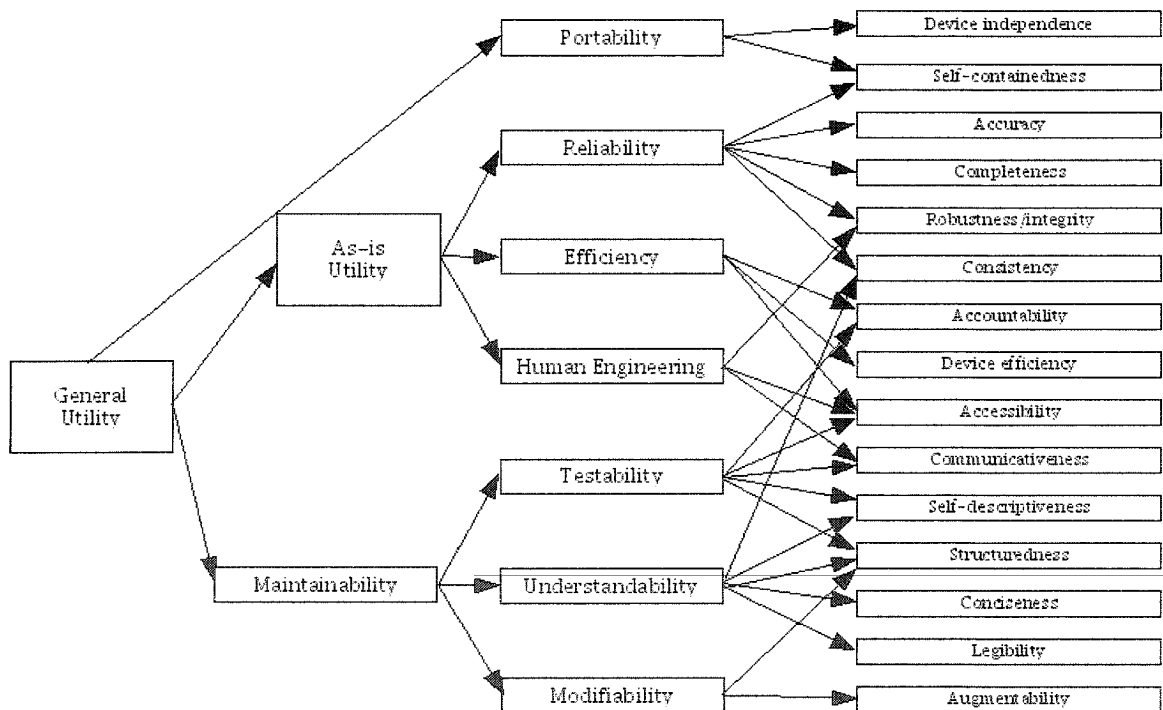 Portability
Device independence
Self-containedness
Reliability
Accuracy
Completeness
Robustness/integrity
As-is
Utility
Efficiency
Consistency
Accountability
Human Engineering
Device efficiency
General
Utility
Accessibility
Testability
Communicativeness
Self-descriptiveness
Maintainability
Understandability
Structuredness
Conciseness
Legibility
Modifiability
Augmentability